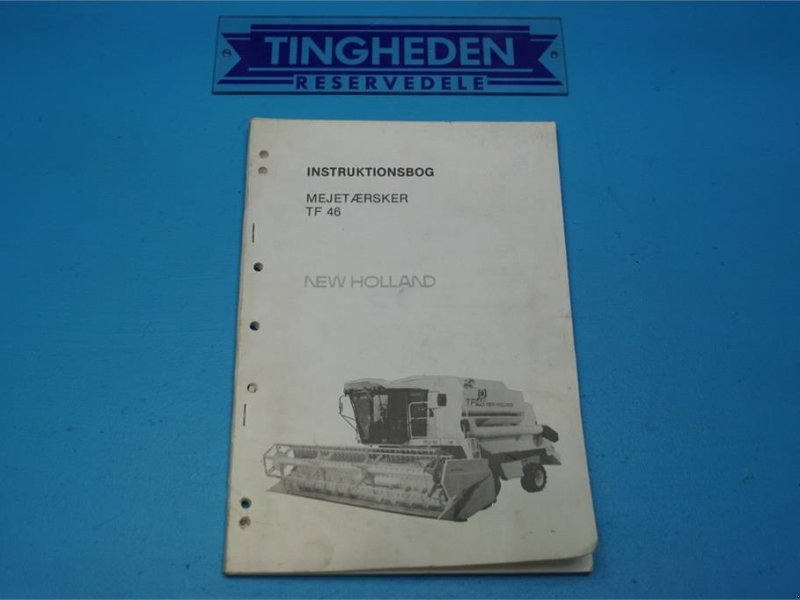 TINGHEDEN
RESERVEDELE
INSTRUKTIONSBOG
MEJETÆRSKER
TF 46
NEW HOLLAND